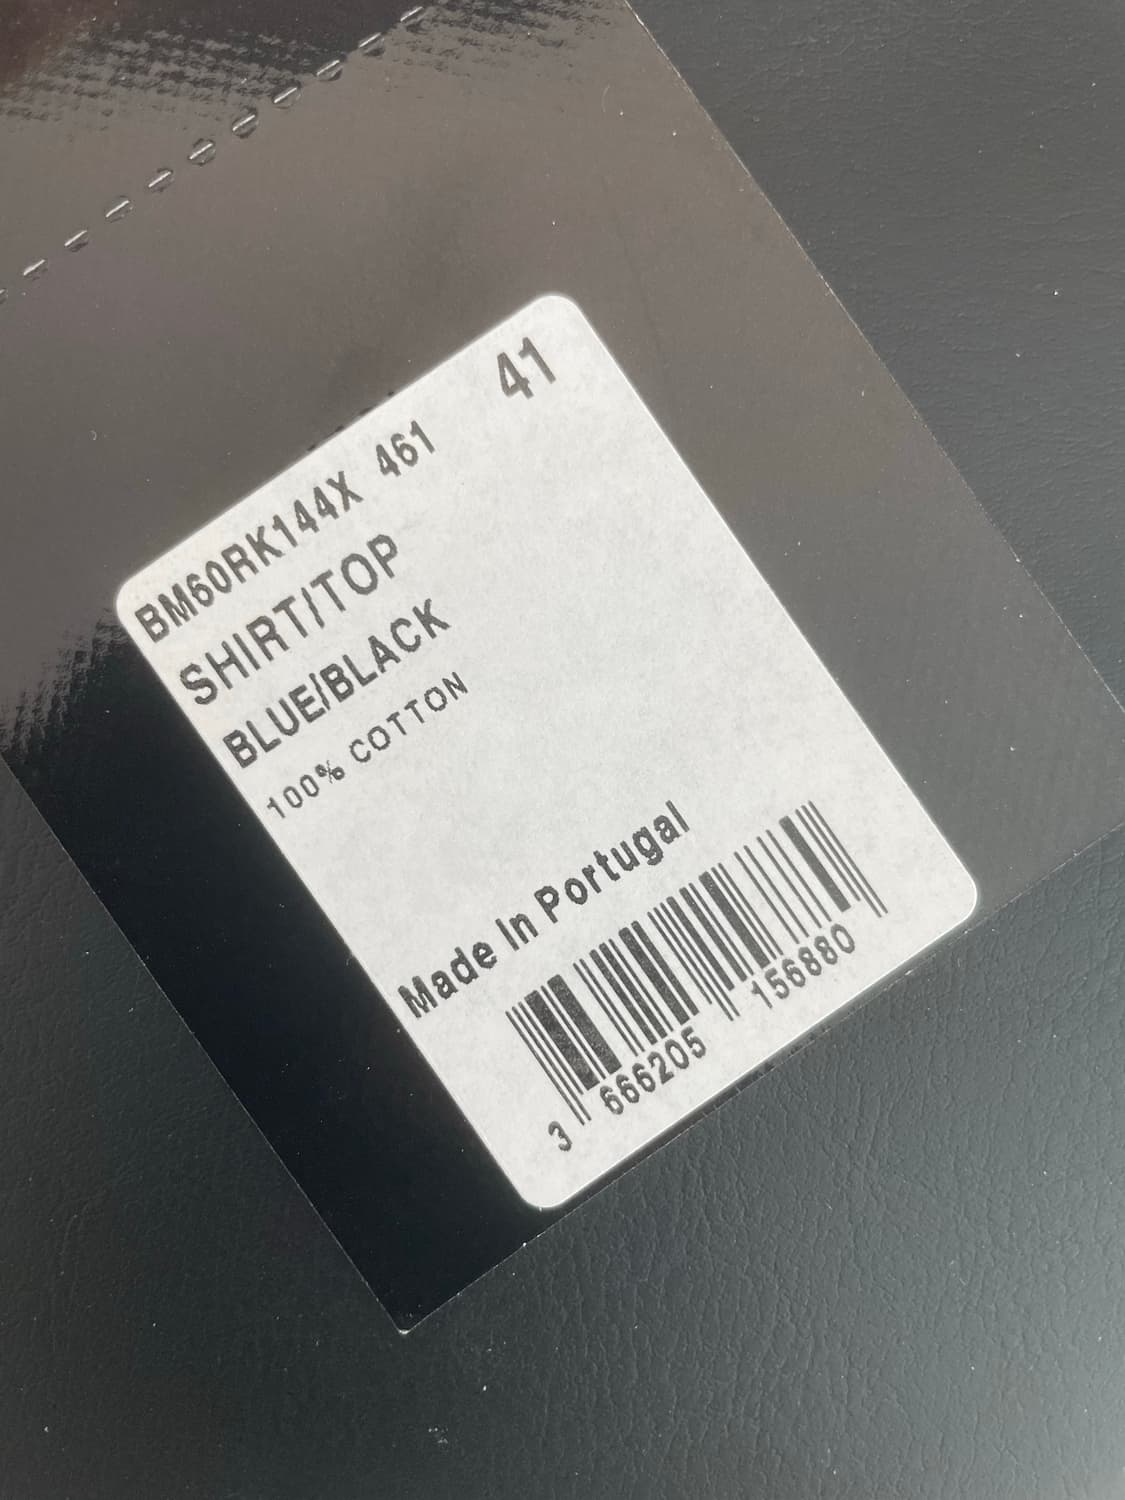 41
BM60RK144X 461
SHIRT/TOP
BLUE/BLACK
100% COTTON
Made In Portugal
3 666205 156880